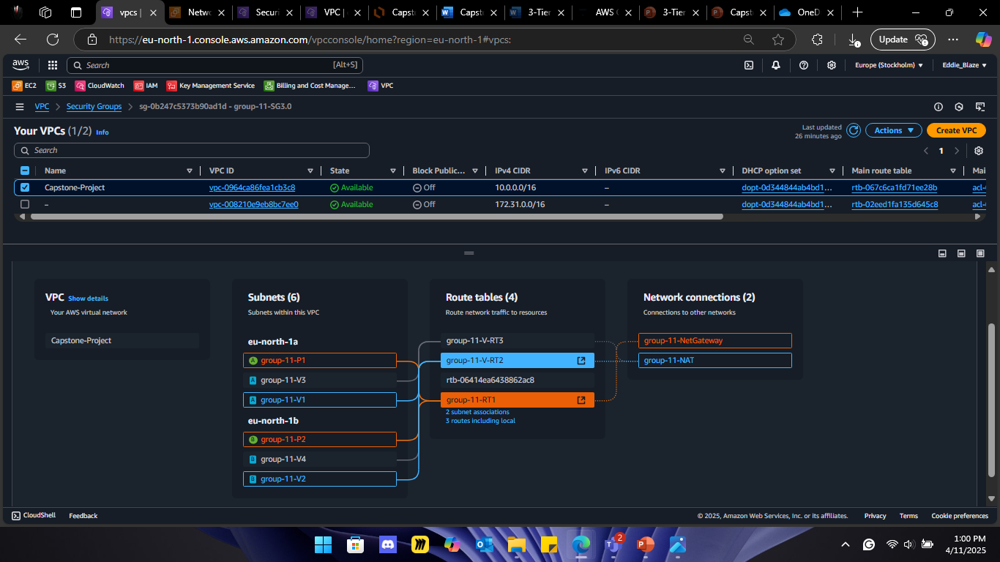 vpcs |
Netw
Securi
VPC |
Capst
Capst
3-Tier
AWS C
3-Tier
Capst
OneD
https://eu-north-1.console.aws.amazon.com/vpcconsole/home?region=eu-north-1#vpcs:
Update
aws
Search
[Alt+S]
Europe (Stockholm)
Eddie_Blaze
EC2
S3
CloudWatch
IAM
Key Management Service
Billing and Cost Manage...
VPC
VPC
Security Groups
sg-0b247c5373b90ad1d - group-11-SG3.0
Your VPCs (1/2) Info
Last updated
26 minutes ago
Actions
Create VPC
Search
1
Name VPC ID State Block Public... IPv4 CIDR IPv6 CIDR DHCP option set Main route table Mai
Capstone-Project vpc-0964ca86fea1cb3c8 Available Off 10.0.0.0/16 – dopt-0d344844ab4bd1... rtb-067c6ca1fd71ee28b acl-
– vpc-008210e9eb8bc7ee0 Available Off 172.31.0.0/16 – dopt-0d344844ab4bd1... rtb-02eed1fa135d645c8 acl-
VPC Show details
Your AWS virtual network
Capstone-Project
Subnets (6)
Subnets within this VPC
eu-north-1a
A group-11-P1
A group-11-V3
A group-11-V1
eu-north-1b
B group-11-P2
B group-11-V4
B group-11-V2
Route tables (4)
Route network traffic to resources
group-11-V-RT3
group-11-V-RT2
rtb-06414ea6438862ac8
group-11-RT1
2 subnet associations
3 routes including local
Network connections (2)
Connections to other networks
group-11-NetGateway
group-11-NAT
CloudShell
Feedback
© 2025, Amazon Web Services, Inc. or its affiliates.
Privacy
Terms
Cookie preferences
2
1:00 PM
4/11/2025